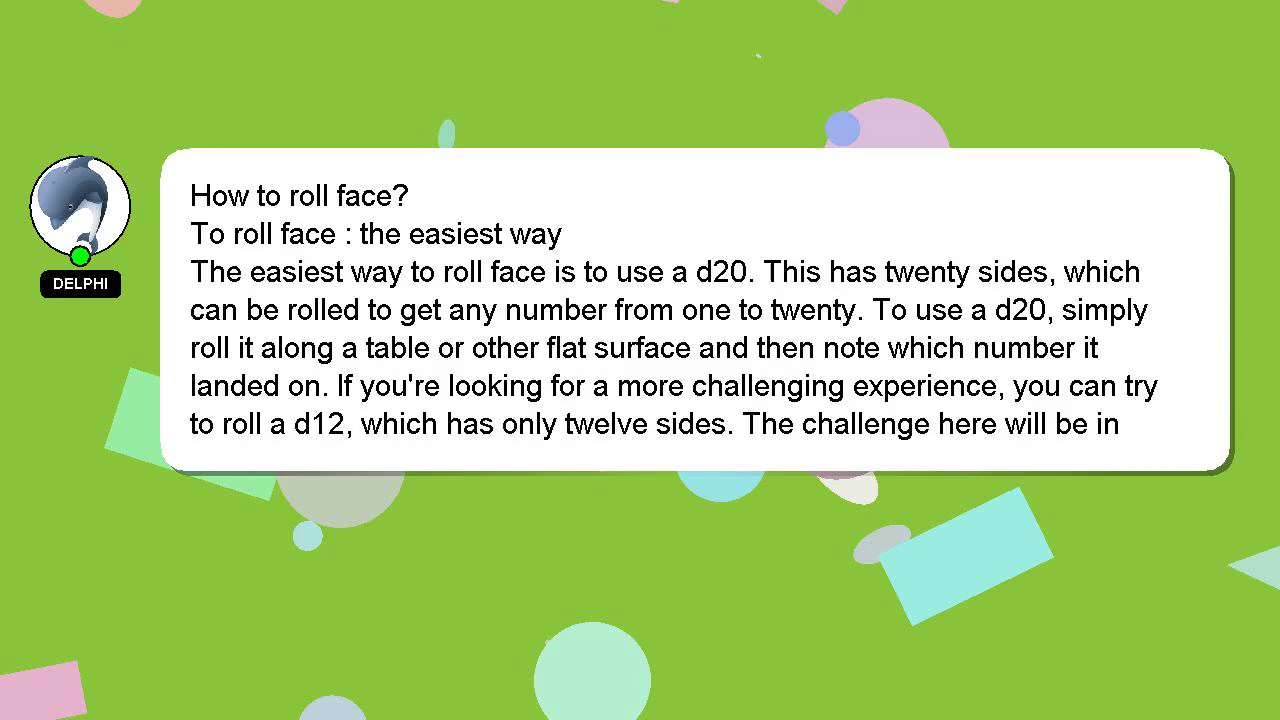 How to roll face?
To roll face : the easiest way
The easiest way to roll face is to use a d20. This has twenty sides, which
can be rolled to get any number from one to twenty. To use a d20, simply
roll it along a table or other flat surface and then note which number it
landed on. If you're looking for a more challenging experience, you can try
to roll a d12, which has only twelve sides. The challenge here will be in
DELPHI